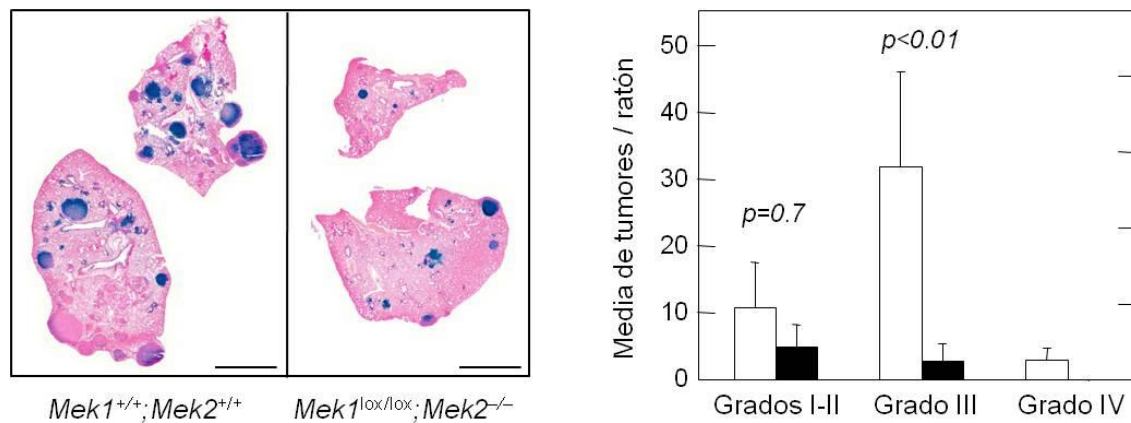 Mek1+/+;Mek2+/+
Mek1lox/lox;Mek2–/–
Media de tumores / ratón
50
40
30
20
10
0
p=0.7
p<0.01
Grados I-II
Grado III
Grado IV